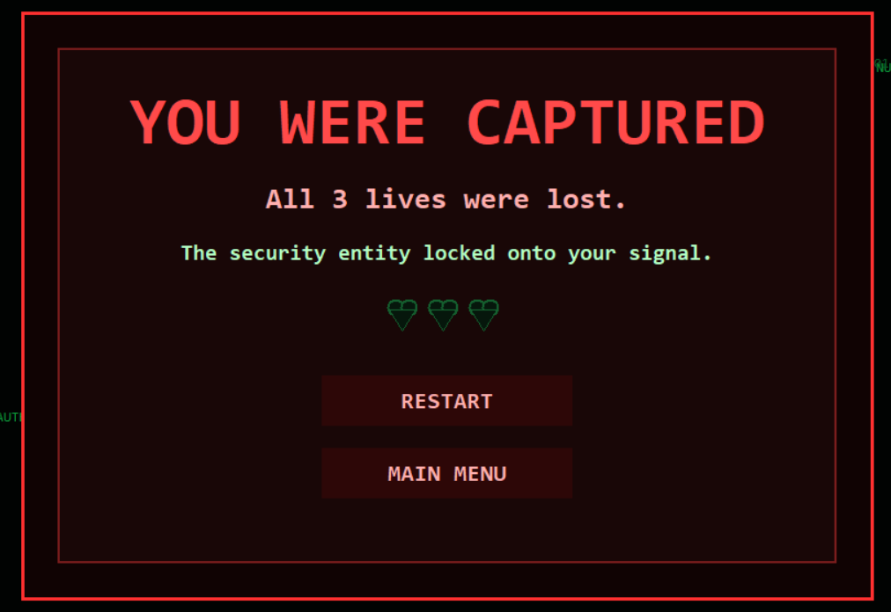 YOU WERE CAPTURED
All 3 lives were lost.
The security entity locked onto your signal.
RESTART
MAIN MENU